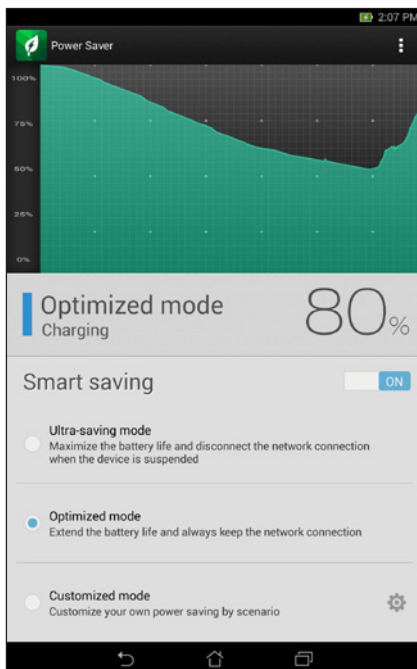 2:07 PM
Power Saver
100%
75%
50%
25%
0%
Optimized mode
Charging
80%
Smart saving
ON
Ultra-saving mode
Maximize the battery life and disconnect the network connection
when the device is suspended
Optimized mode
Extend the battery life and always keep the network connection
Customized mode
Customize your own power saving by scenario